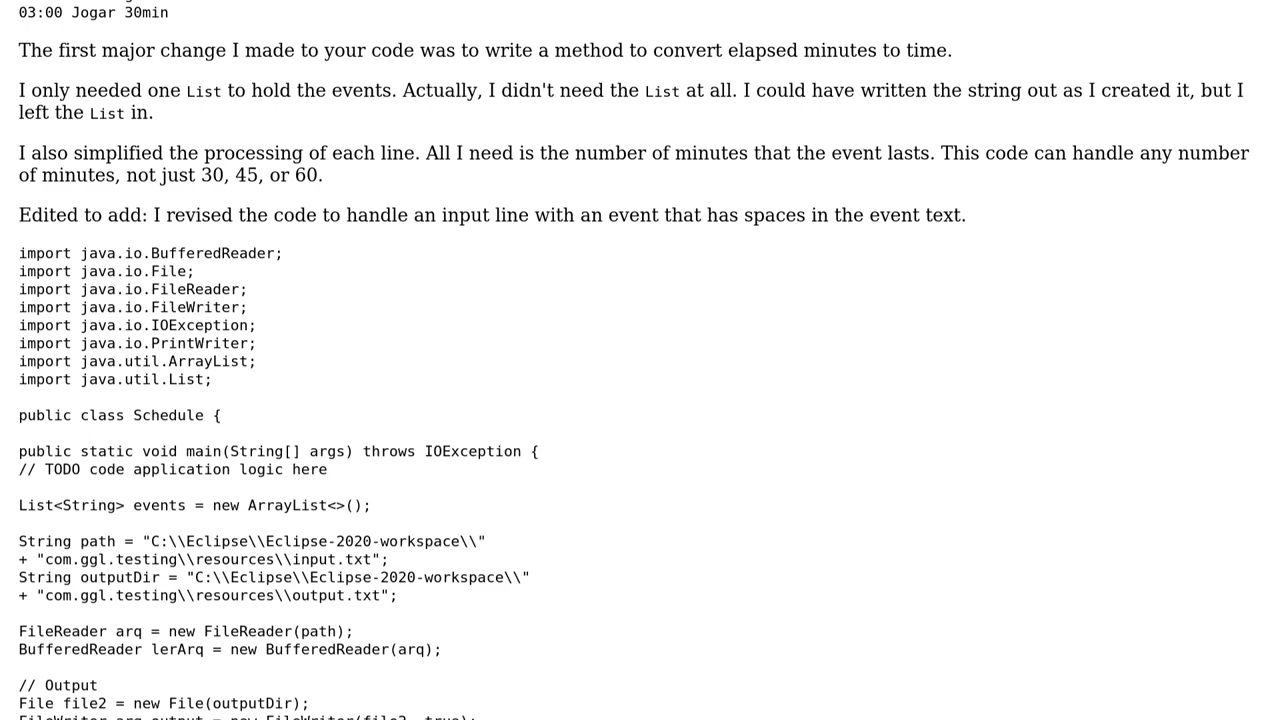 03:00 Jogar 30min
The first major change I made to your code was to write a method to convert elapsed minutes to time.
I only needed one List to hold the events. Actually, I didn't need the List at all. I could have written the string out as I created it, but I
left the List in.
I also simplified the processing of each line. All I need is the number of minutes that the event lasts. This code can handle any number
of minutes, not just 30, 45, or 60.
Edited to add: I revised the code to handle an input line with an event that has spaces in the event text.
import java.io.BufferedReader;
import java.io.File;
import java.io.FileReader;
import java.io.FileWriter;
import java.io.IOException;
import java.io.PrintWriter;
import java.util.ArrayList;
import java.util.List;
public class Schedule {
public static void main(String[] args) throws IOException {
// TODO code application logic here
List<String> events = new ArrayList<>();
String path = "C:\\Eclipse\\Eclipse-2020-workspace\\"
+ "com.ggl.testing\\resources\\input.txt";
String outputDir = "C:\\Eclipse\\Eclipse-2020-workspace\\"
+ "com.ggl.testing\\resources\\output.txt";
FileReader arq = new FileReader(path);
BufferedReader lerArq = new BufferedReader(arq);
// Output
File file2 = new File(outputDir);